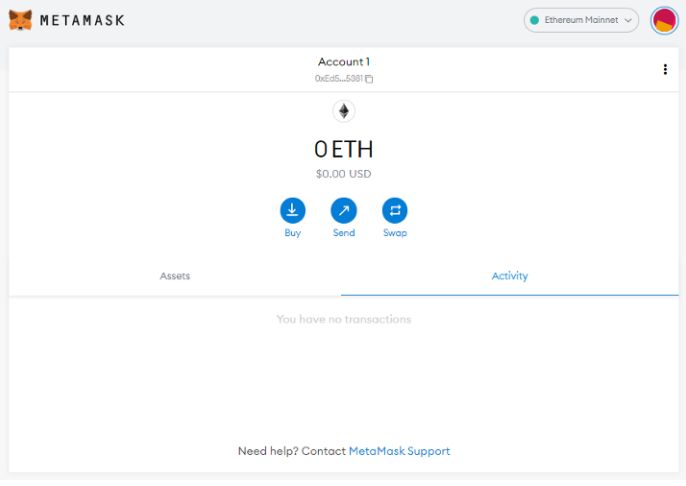 METAMASK
Ethereum Mainnet
Account 1
0xEd5...5381
0 ETH
$0.00 USD
Buy Send Swap
Assets Activity
You have no transactions
Need help? Contact MetaMask Support